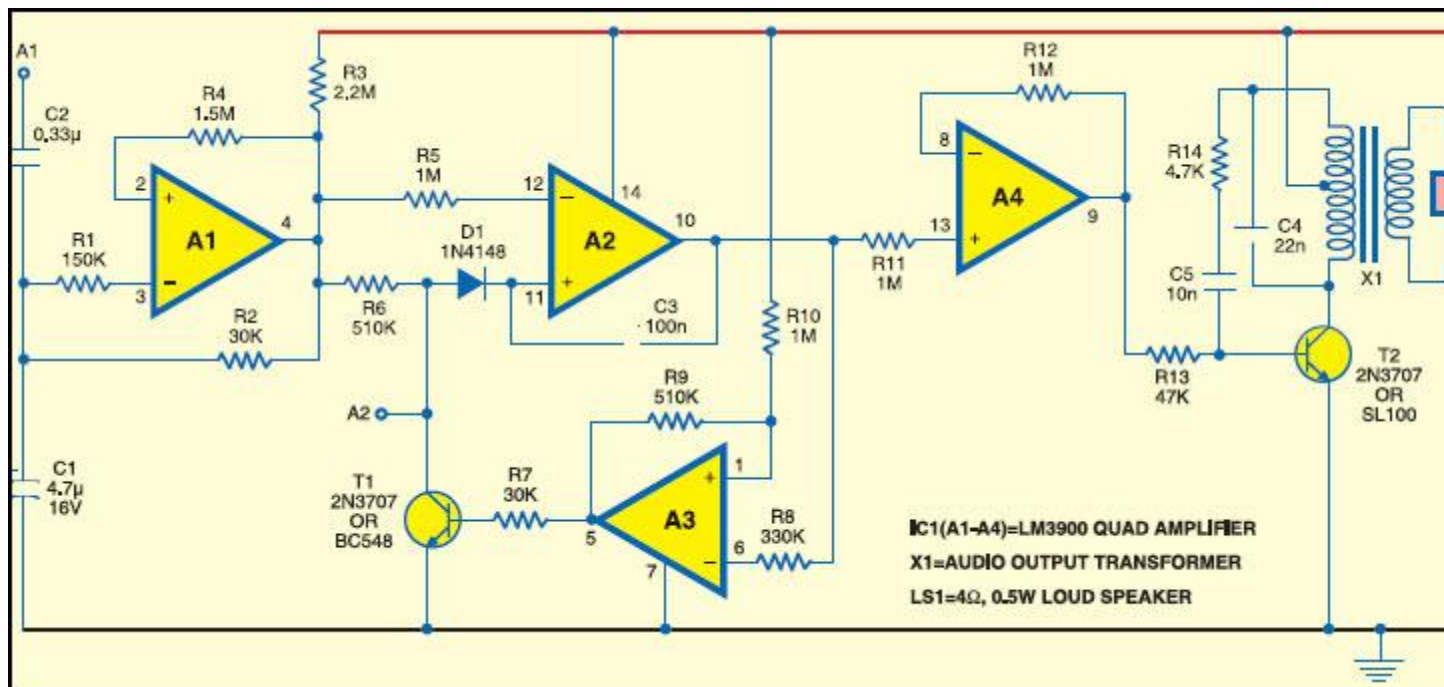 A1
C2
0.33µ
R1
150K
R4
1.5M
R3
2.2M
2
+
A1
4
3
–
R2
30K
R5
1M
D1
1N4148
R6
510K
12
–
14
A2
10
11
+
C3
100n
R10
1M
R9
510K
A2
C1
4.7µ
16V
T1
2N3707
OR
BC548
R7
30K
5
A3
1
+
6
–
7
R8
330K
R11
1M
R12
1M
8
–
A4
9
13
+
R13
47K
R14
4.7K
C5
10n
C4
22n
X1
T2
2N3707
OR
SL100
IC1(A1-A4)=LM3900 QUAD AMPLIFIER
X1=AUDIO OUTPUT TRANSFORMER
LS1=4Ω, 0.5W LOUD SPEAKER